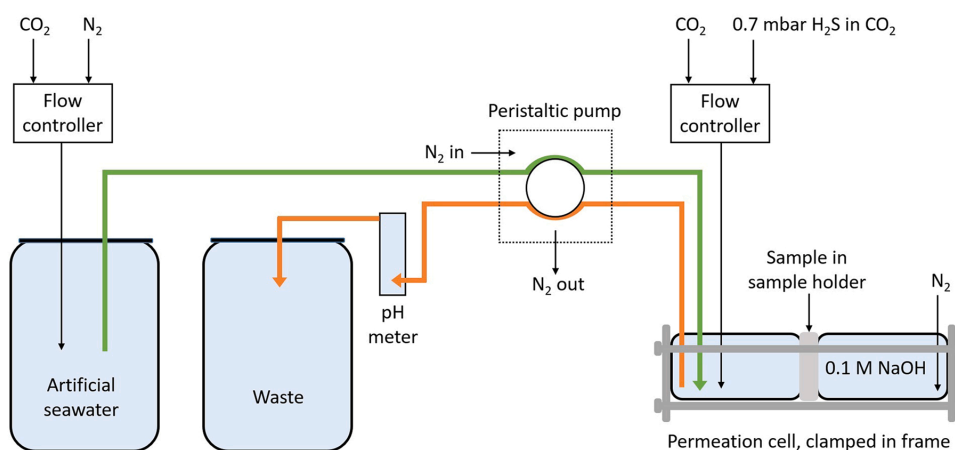 CO₂
N₂
Flow
controller
Peristaltic pump
N₂ in
N₂ out
CO₂
0.7 mbar H₂S in CO₂
Flow
controller
Artificial
seawater
Waste
pH
meter
Sample in
sample holder
N₂
0.1 M NaOH
Permeation cell, clamped in frame